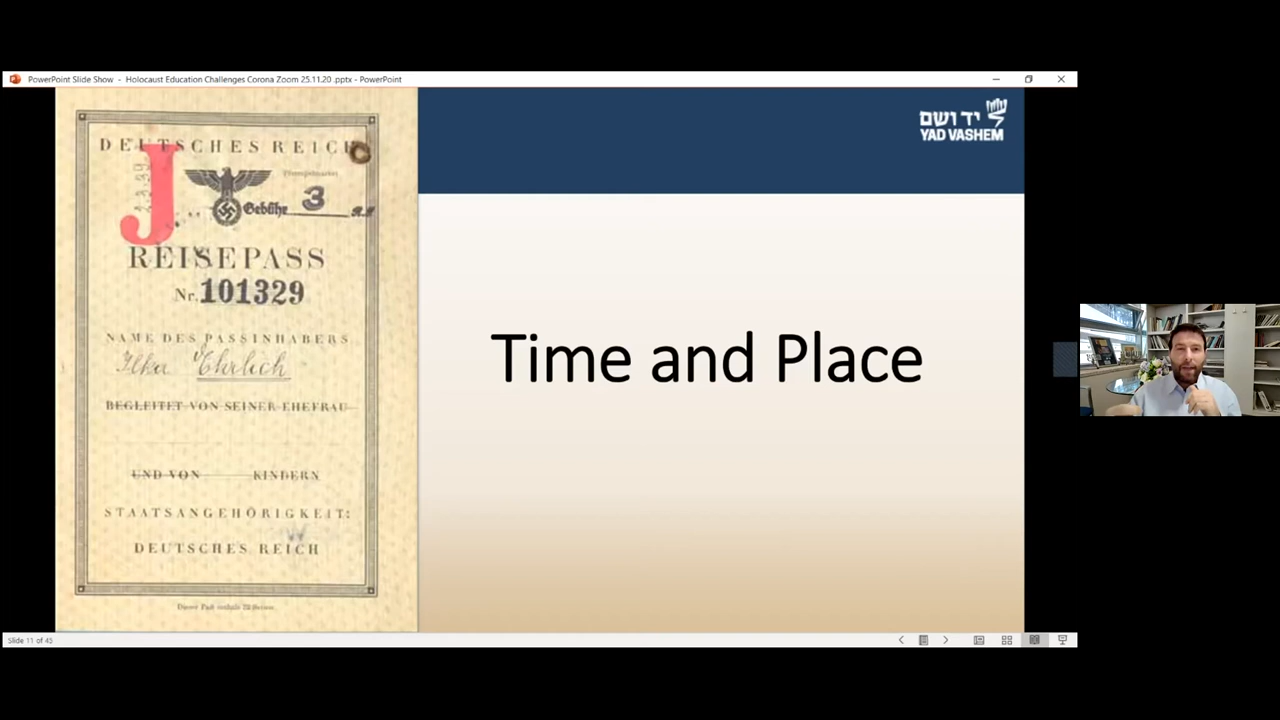 PowerPoint Slide Show - Holocaust Education Challenges Corona Zoom 25.11.20 .pptx - PowerPoint
יד ושם
YAD VASHEM
DEUTSCHES REICH
J
Gebühr 3
REISEPASS
Nr. 101329
NAME DES PASSINHABERS
Ehrlich
BEGLEITET VON SEINER EHEFRAU
UND VON KINDERN
STAATSANGEHÖRIGKEIT:
DEUTSCHES REICH
Time and Place
Slide 11 of 45